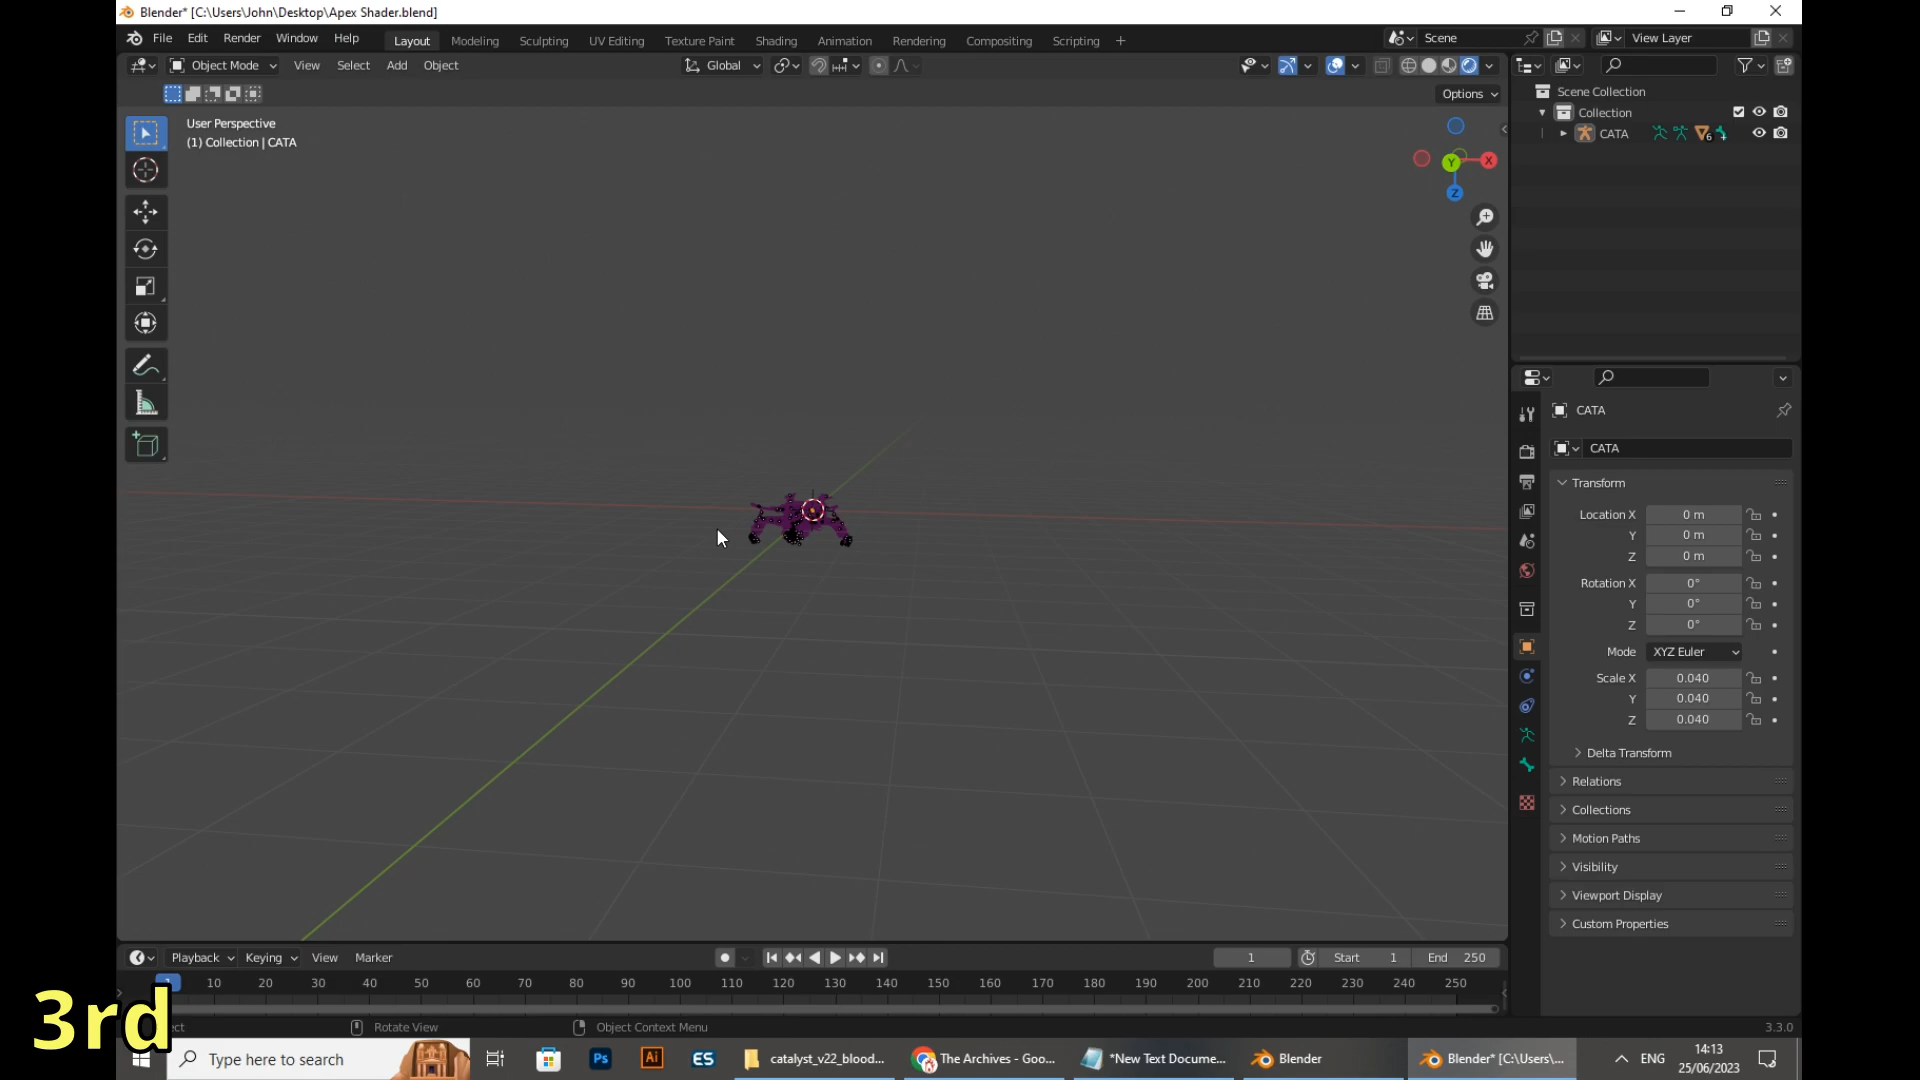 Blender* [C:\Users\John\Desktop\Apex Shader.blend]
File Edit Render Window Help Layout Modeling Sculpting UV Editing Texture Paint Shading Animation Rendering Compositing Scripting Scene View Layer
Object Mode View Select Add Object Global
Options
User Perspective
(1) Collection | CATA
X
Y
Z
Scene Collection
Collection
CATA 6
CATA
CATA
Transform
Location X 0 m
Y 0 m
Z 0 m
Rotation X 0°
Y 0°
Z 0°
Mode XYZ Euler
Scale X 0.040
Y 0.040
Z 0.040
Delta Transform
Relations
Collections
Motion Paths
Visibility
Viewport Display
Custom Properties
Playback Keying View Marker 1 Start 1 End 250
1 10 20 30 40 50 60 70 80 90 100 110 120 130 140 150 160 170 180 190 200 210 220 230 240 250
3rd
ect Rotate View Object Context Menu 3.3.0
Type here to search Ps Ai ES catalyst_v22_blood... The Archives - Goo... *New Text Docume... Blender Blender* [C:\Users\... ENG 14:13
25/06/2023